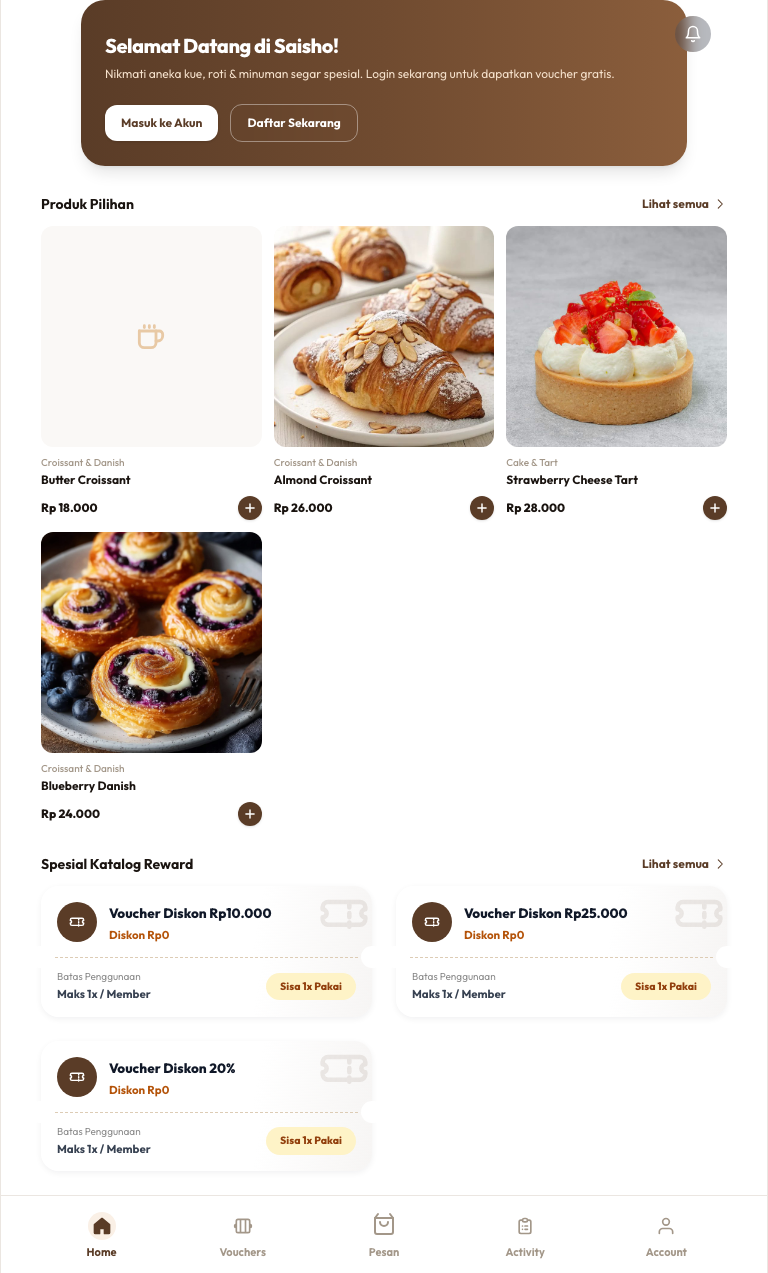 Selamat Datang di Saisho!
Nikmati aneka kue, roti & minuman segar spesial. Login sekarang untuk dapatkan voucher gratis.
Masuk ke Akun
Daftar Sekarang
Produk Pilihan
Lihat semua
Croissant & Danish
Butter Croissant
Rp 18.000
Croissant & Danish
Almond Croissant
Rp 26.000
Cake & Tart
Strawberry Cheese Tart
Rp 28.000
Croissant & Danish
Blueberry Danish
Rp 24.000
Spesial Katalog Reward
Lihat semua
Voucher Diskon Rp10.000
Diskon Rp0
Batas Penggunaan
Maks 1x / Member
Sisa 1x Pakai
Voucher Diskon Rp25.000
Diskon Rp0
Batas Penggunaan
Maks 1x / Member
Sisa 1x Pakai
Voucher Diskon 20%
Diskon Rp0
Batas Penggunaan
Maks 1x / Member
Sisa 1x Pakai
Home
Vouchers
Pesan
Activity
Account